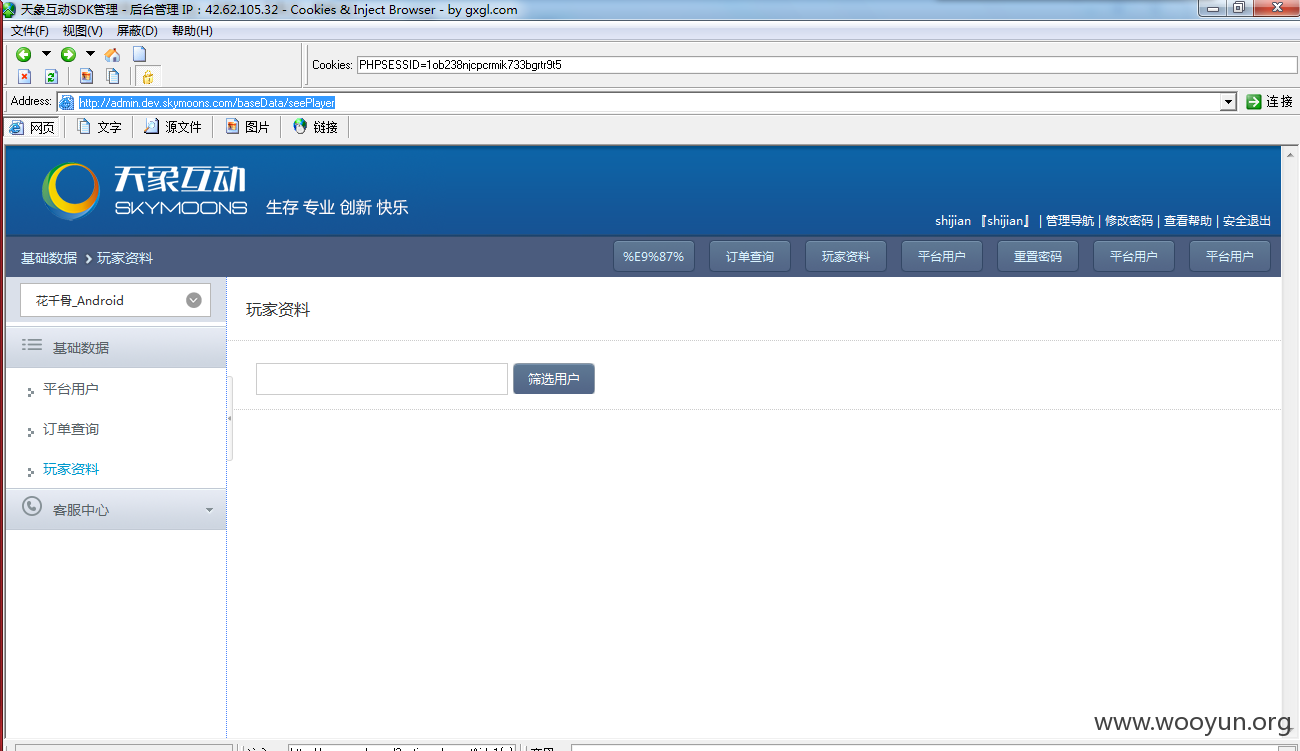 天象互动SDK管理 - 后台管理 IP：42.62.105.32 - Cookies & Inject Browser - by gxgl.com
文件(F) 视图(V) 屏蔽(D) 帮助(H)
Cookies: PHPSESSID=1ob238njcpcrmik733bgrtr9t5
Address: http://admin.dev.skymoons.com/baseData/seePlayer 连接
网页 文字 源文件 图片 链接
天象互动
SKYMOONS 生存 专业 创新 快乐
shijian 『shijian』 | 管理导航 | 修改密码 | 查看帮助 | 安全退出
基础数据 > 玩家资料 %E9%87% 订单查询 玩家资料 平台用户 重置密码 平台用户 平台用户
花千骨_Android
玩家资料
基础数据
筛选用户
平台用户
订单查询
玩家资料
客服中心
www.wooyun.org